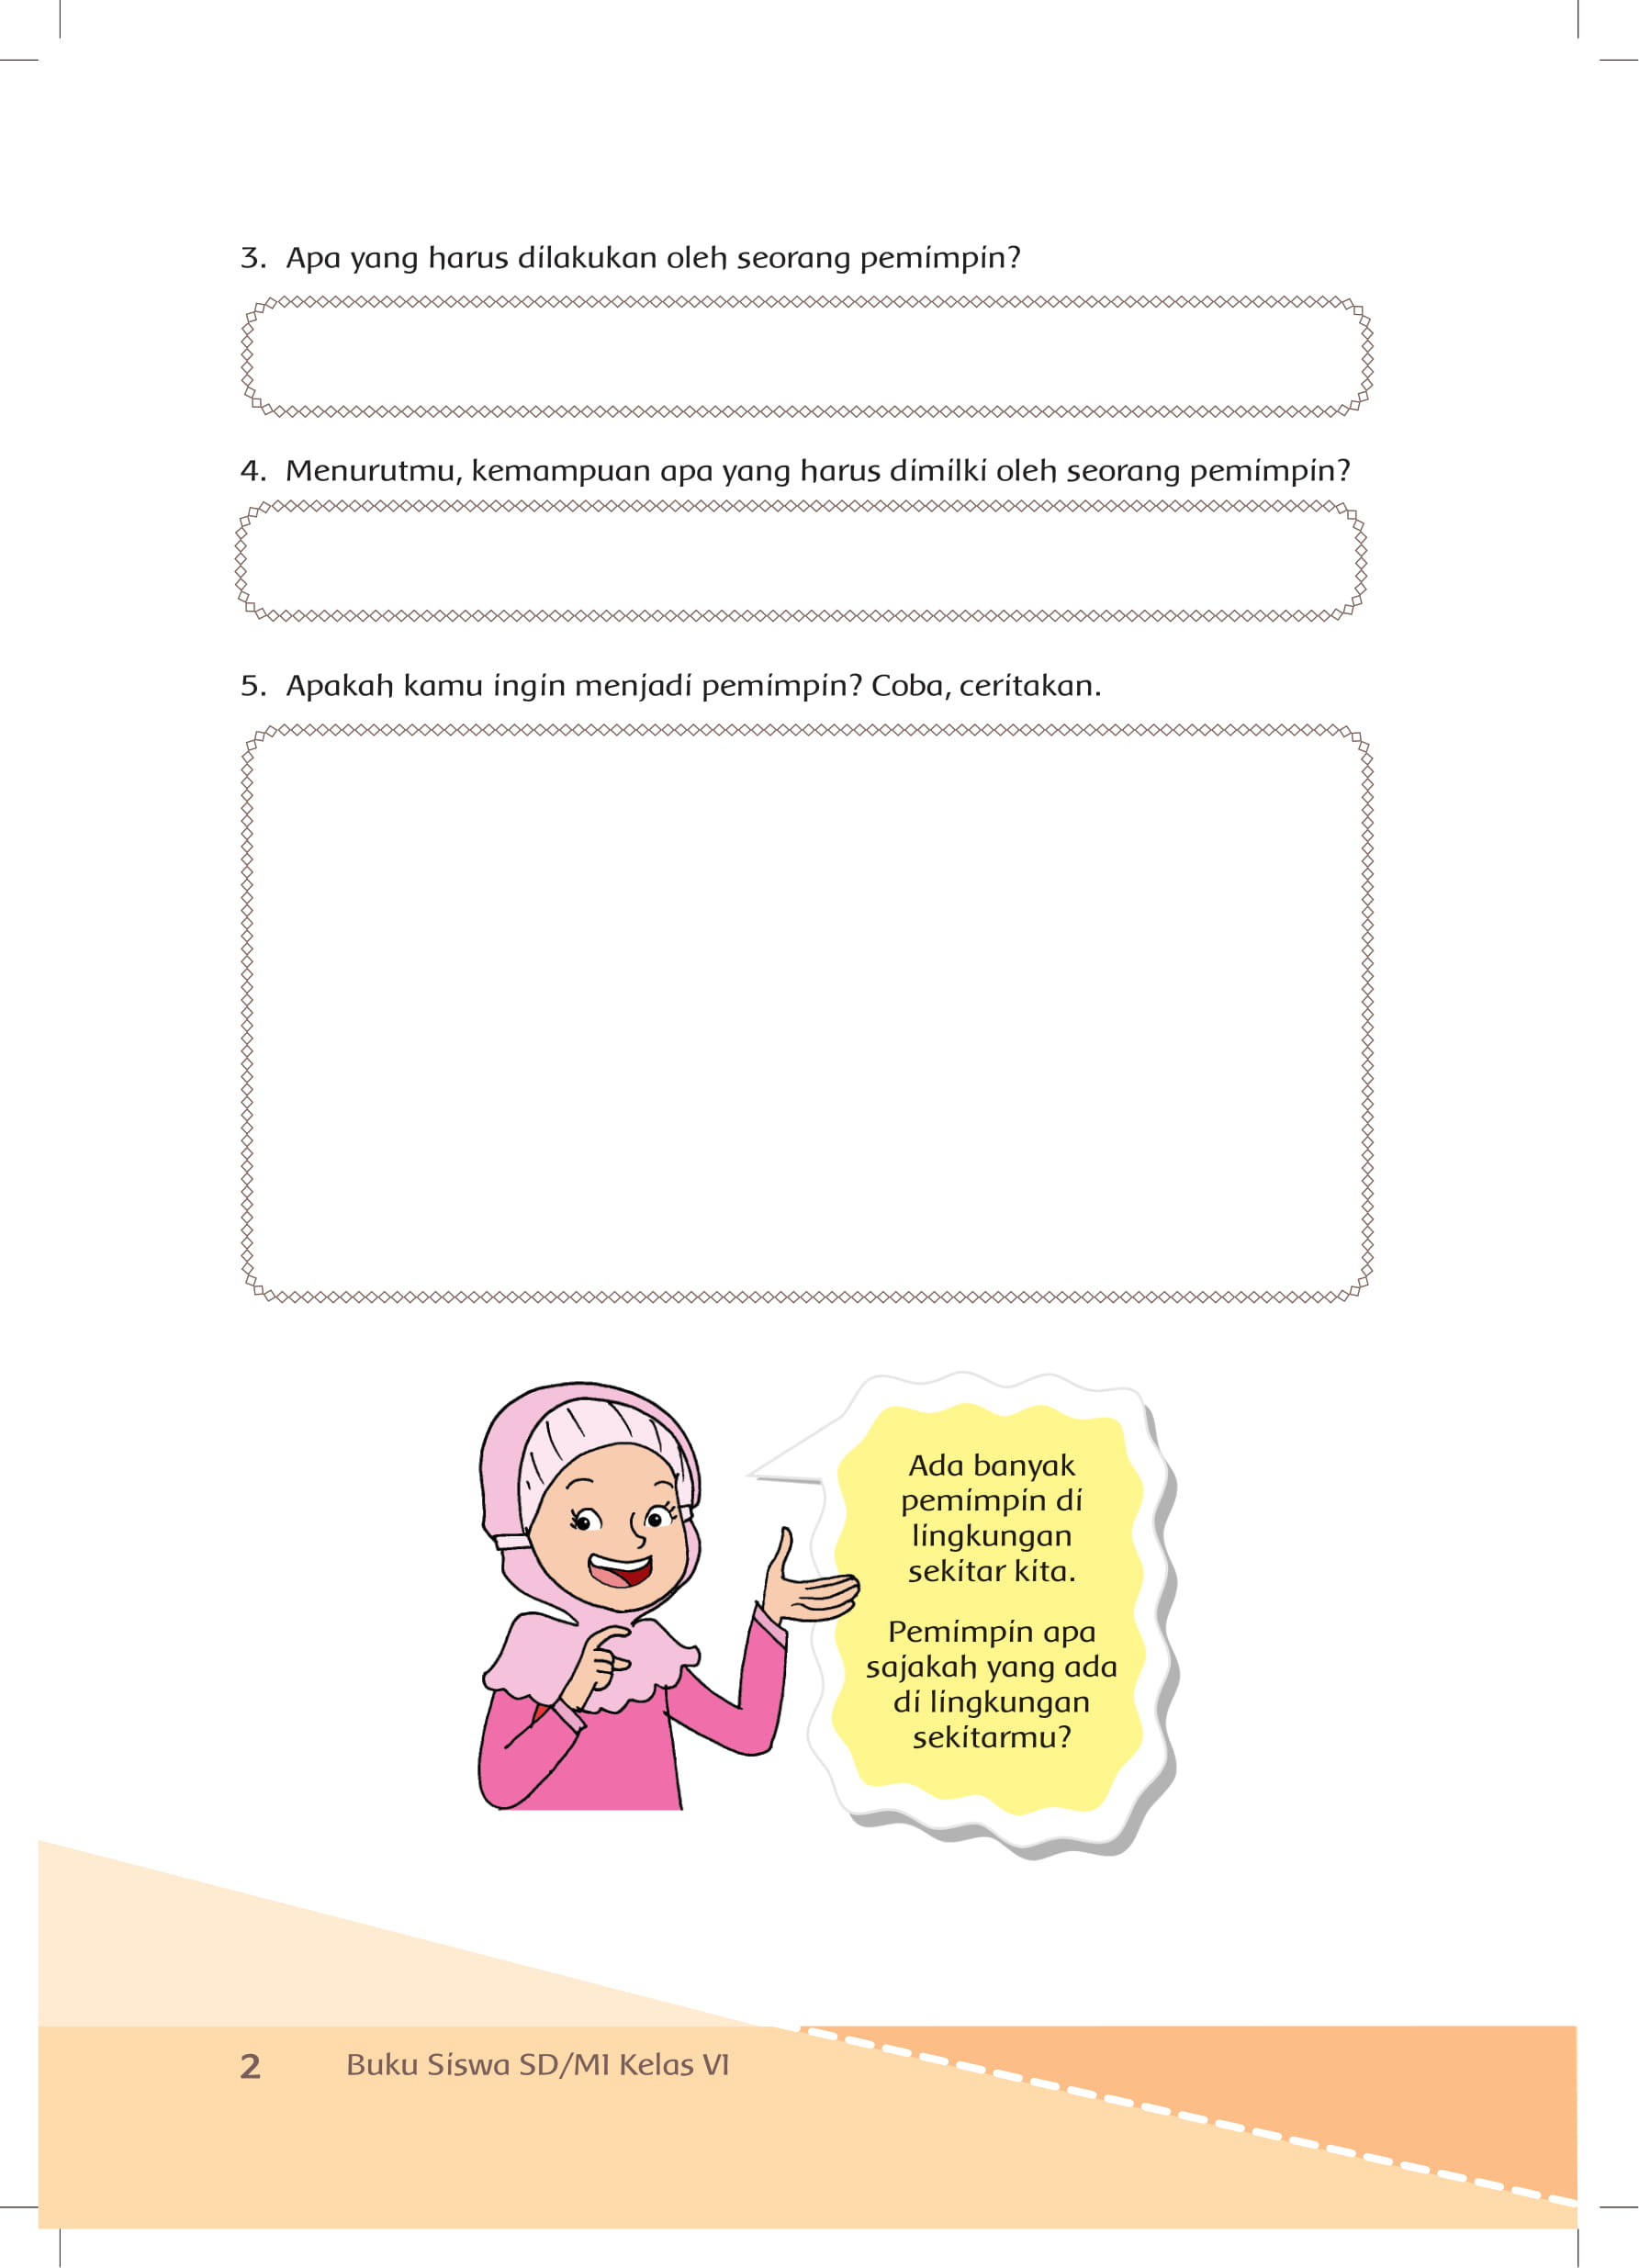 3. Apa yang harus dilakukan oleh seorang pemimpin?
4. Menurutmu, kemampuan apa yang harus dimilki oleh seorang pemimpin?
5. Apakah kamu ingin menjadi pemimpin? Coba, ceritakan.
Ada banyak
pemimpin di
lingkungan
sekitar kita.
Pemimpin apa
sajakah yang ada
di lingkungan
sekitarmu?
2 Buku Siswa SD/MI Kelas VI